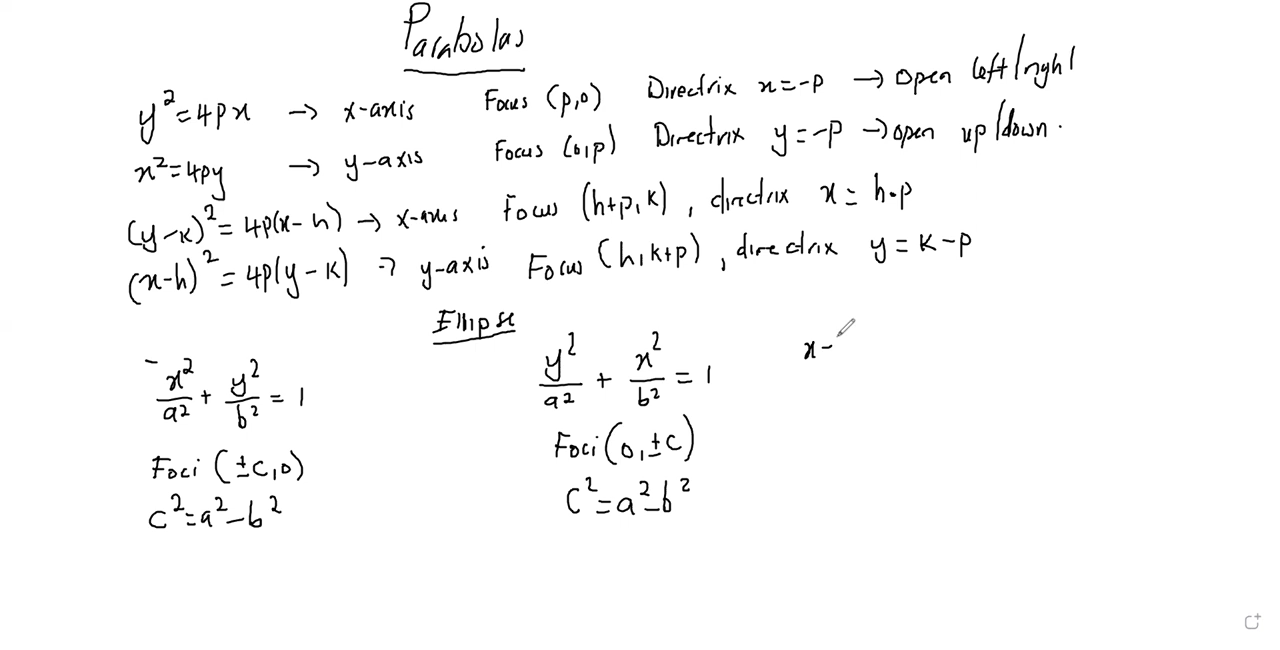 Parabolas
y² = 4px → x-axis Focus (p,0) Directrix x = -p → open left/right
x² = 4py → y-axis Focus (0,p) Directrix y = -p → open up/down.
(y-k)² = 4p(x-h) → x-axis Focus (h+p, k), directrix x = h-p
(x-h)² = 4p(y-k) → y-axis Focus (h, k+p), directrix y = k-p
Ellipse
x²/a² + y²/b² = 1
Foci (±c, 0)
c² = a² - b²
y²/a² + x²/b² = 1
Foci (0, ±c)
c² = a² - b²
x -